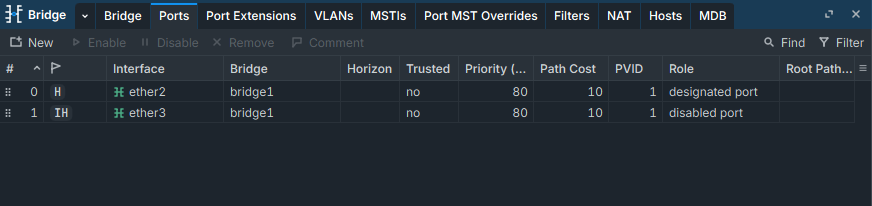 Bridge Bridge Ports Port Extensions VLANs MSTIs Port MST Overrides Filters NAT Hosts MDB
New Enable Disable Remove Comment Find Filter
# Interface Bridge Horizon Trusted Priority (... Path Cost PVID Role Root Path...
0 H ether2 bridge1 no 80 10 1 designated port
1 IH ether3 bridge1 no 80 10 1 disabled port